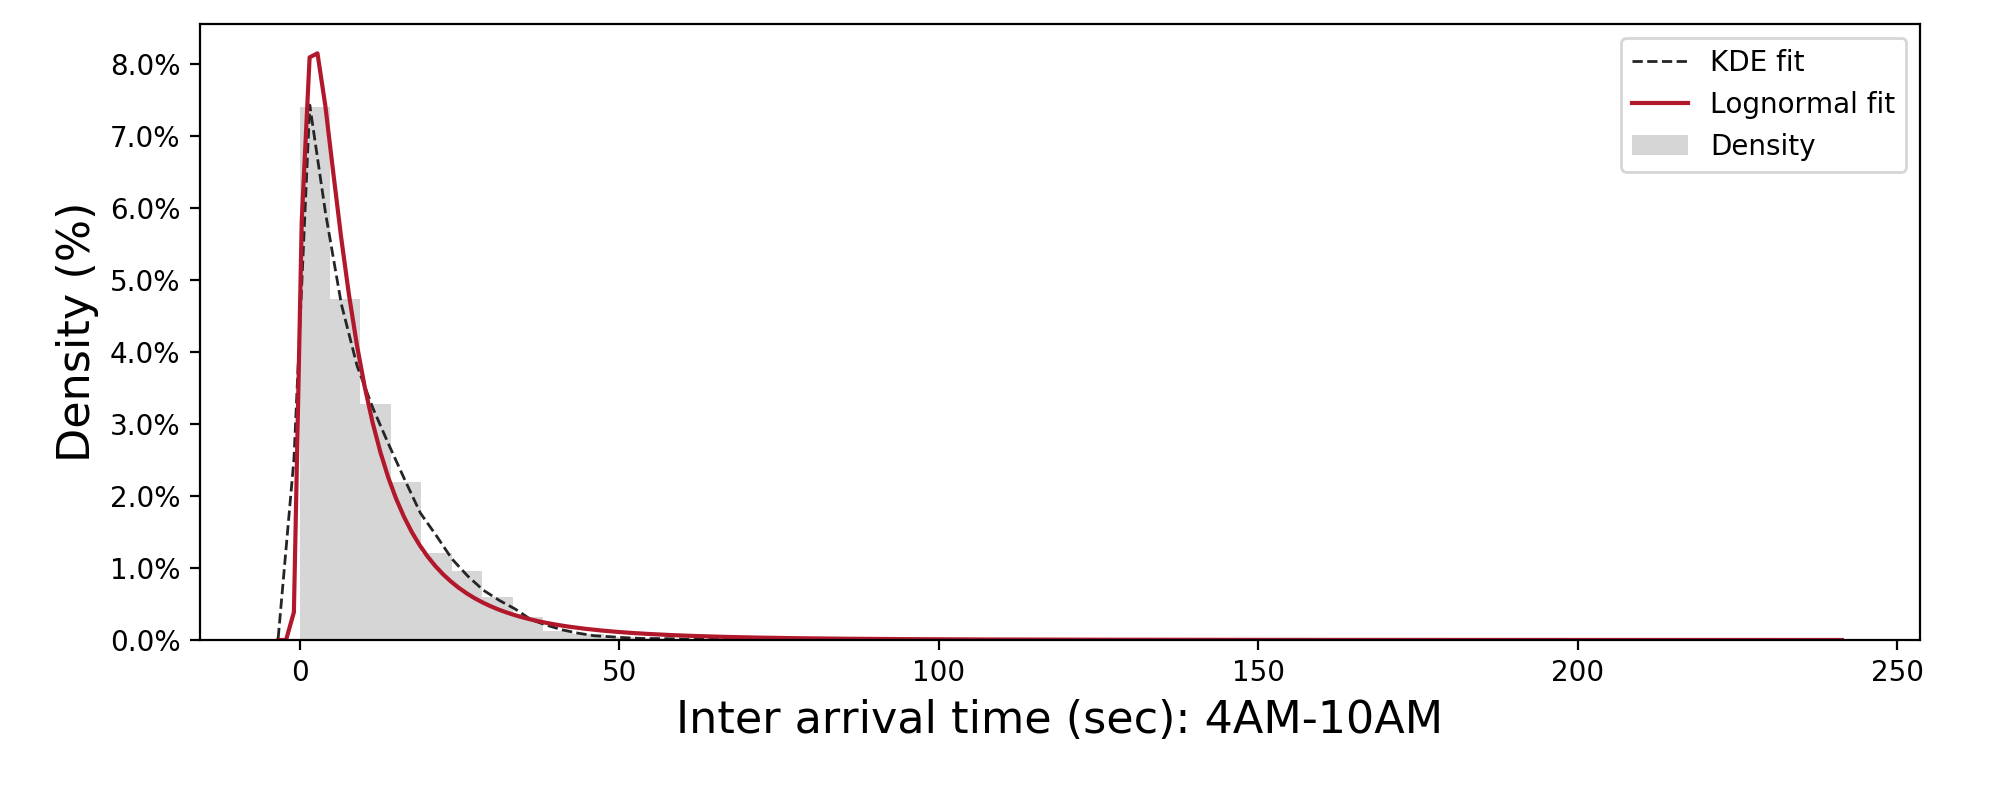 8.0%
7.0%
6.0%
5.0%
4.0%
3.0%
2.0%
1.0%
0.0%
Density (%)
KDE fit
Lognormal fit
Density
0 50 100 150 200 250
Inter arrival time (sec): 4AM-10AM